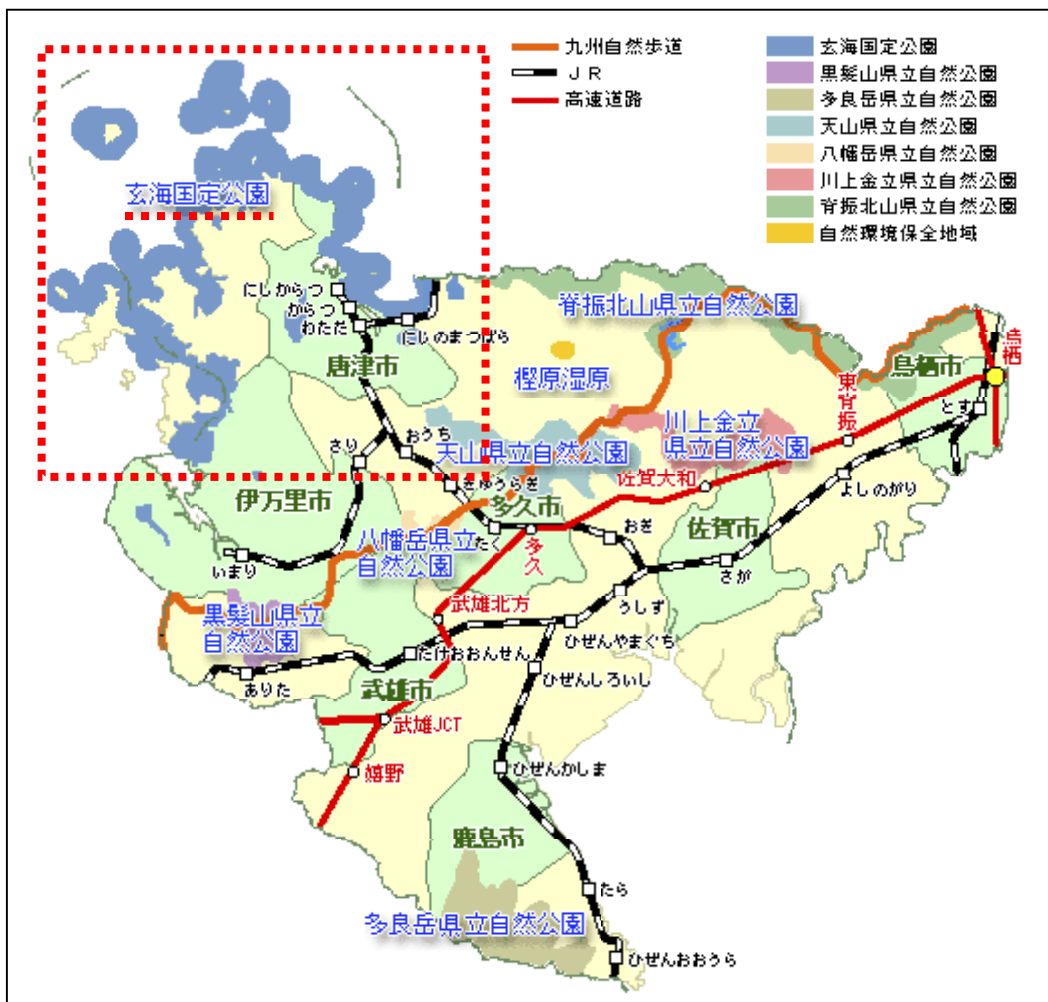 九州自然歩道
ＪＲ
高速道路
玄海国定公園
黒髪山県立自然公園
多良岳県立自然公園
天山県立自然公園
八幡岳県立自然公園
川上金立県立自然公園
脊振北山県立自然公園
自然環境保全地域
玄海国定公園
にしからつ
からつ
わただ
にじのまつばら
唐津市
脊振北山県立自然公園
樫原湿原
鳥栖
鳥栖市
東脊振
とす
川上金立
県立自然公園
おうち
さり
天山県立自然公園
きゅうらぎ
佐賀大和
よしのがり
伊万里市
多久市
佐賀市
おぎ
八幡岳県立
自然公園
たく
多久
いまり
さが
武雄北方
うしず
黒髪山県立
自然公園
ひぜんやまぐち
たけおおんせん
ひぜんしろいし
ありた
武雄市
武雄JCT
嬉野
ひぜんかしま
鹿島市
たら
多良岳県立自然公園
ひぜんおおうら